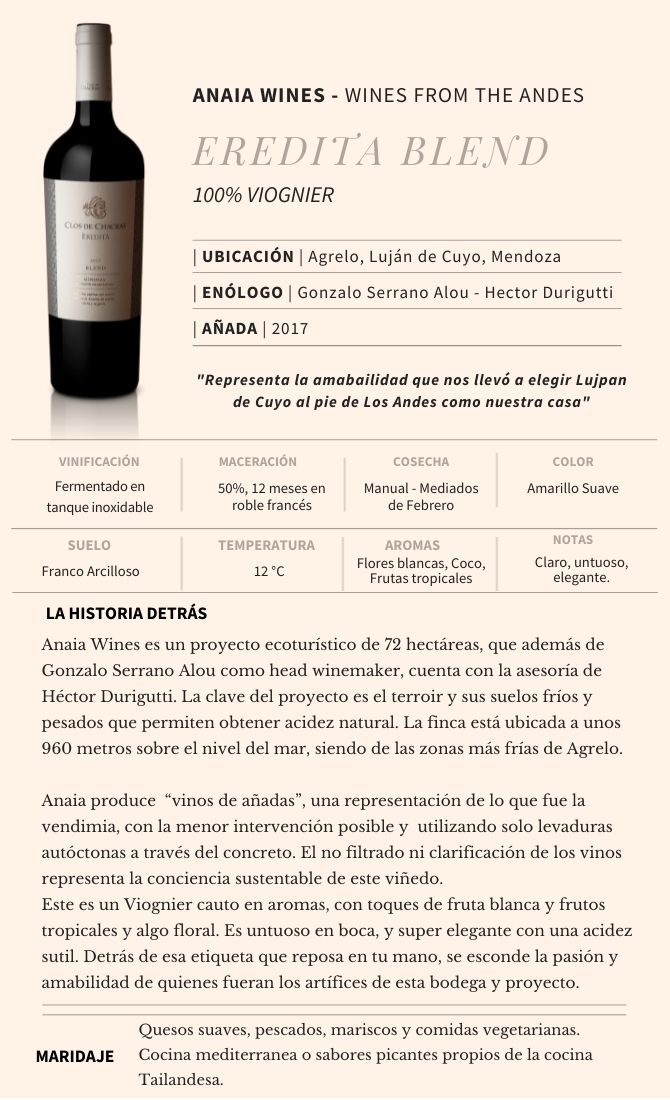 ANAIA WINES - WINES FROM THE ANDES
EREDITA BLEND
100% VIOGNIER
CLOS DE CHACRAS
EREDITA
BLEND
| UBICACIÓN | Agrelo, Luján de Cuyo, Mendoza
| ENÓLOGO | Gonzalo Serrano Alou - Hector Durigutti
| AÑADA | 2017
"Representa la amabailidad que nos llevó a elegir Lujpan
de Cuyo al pie de Los Andes como nuestra casa"
VINIFICACIÓN
Fermentado en
tanque inoxidable
MACERACIÓN
50%, 12 meses en
roble francés
COSECHA
Manual - Mediados
de Febrero
COLOR
Amarillo Suave
SUELO
Franco Arcilloso
TEMPERATURA
12 °C
AROMAS
Flores blancas, Coco,
Frutas tropicales
NOTAS
Claro, untuoso,
elegante.
LA HISTORIA DETRÁS
Anaia Wines es un proyecto ecoturístico de 72 hectáreas, que además de
Gonzalo Serrano Alou como head winemaker, cuenta con la asesoría de
Héctor Durigutti. La clave del proyecto es el terroir y sus suelos fríos y
pesados que permiten obtener acidez natural. La finca está ubicada a unos
960 metros sobre el nivel del mar, siendo de las zonas más frías de Agrelo.
Anaia produce “vinos de añadas”, una representación de lo que fue la
vendimia, con la menor intervención posible y utilizando solo levaduras
autóctonas a través del concreto. El no filtrado ni clarificación de los vinos
representa la conciencia sustentable de este viñedo.
Este es un Viognier cauto en aromas, con toques de fruta blanca y frutos
tropicales y algo floral. Es untuoso en boca, y super elegante con una acidez
sutil. Detrás de esa etiqueta que reposa en tu mano, se esconde la pasión y
amabilidad de quienes fueran los artífices de esta bodega y proyecto.
MARIDAJE
Quesos suaves, pescados, mariscos y comidas vegetarianas.
Cocina mediterranea o sabores picantes propios de la cocina
Tailandesa.